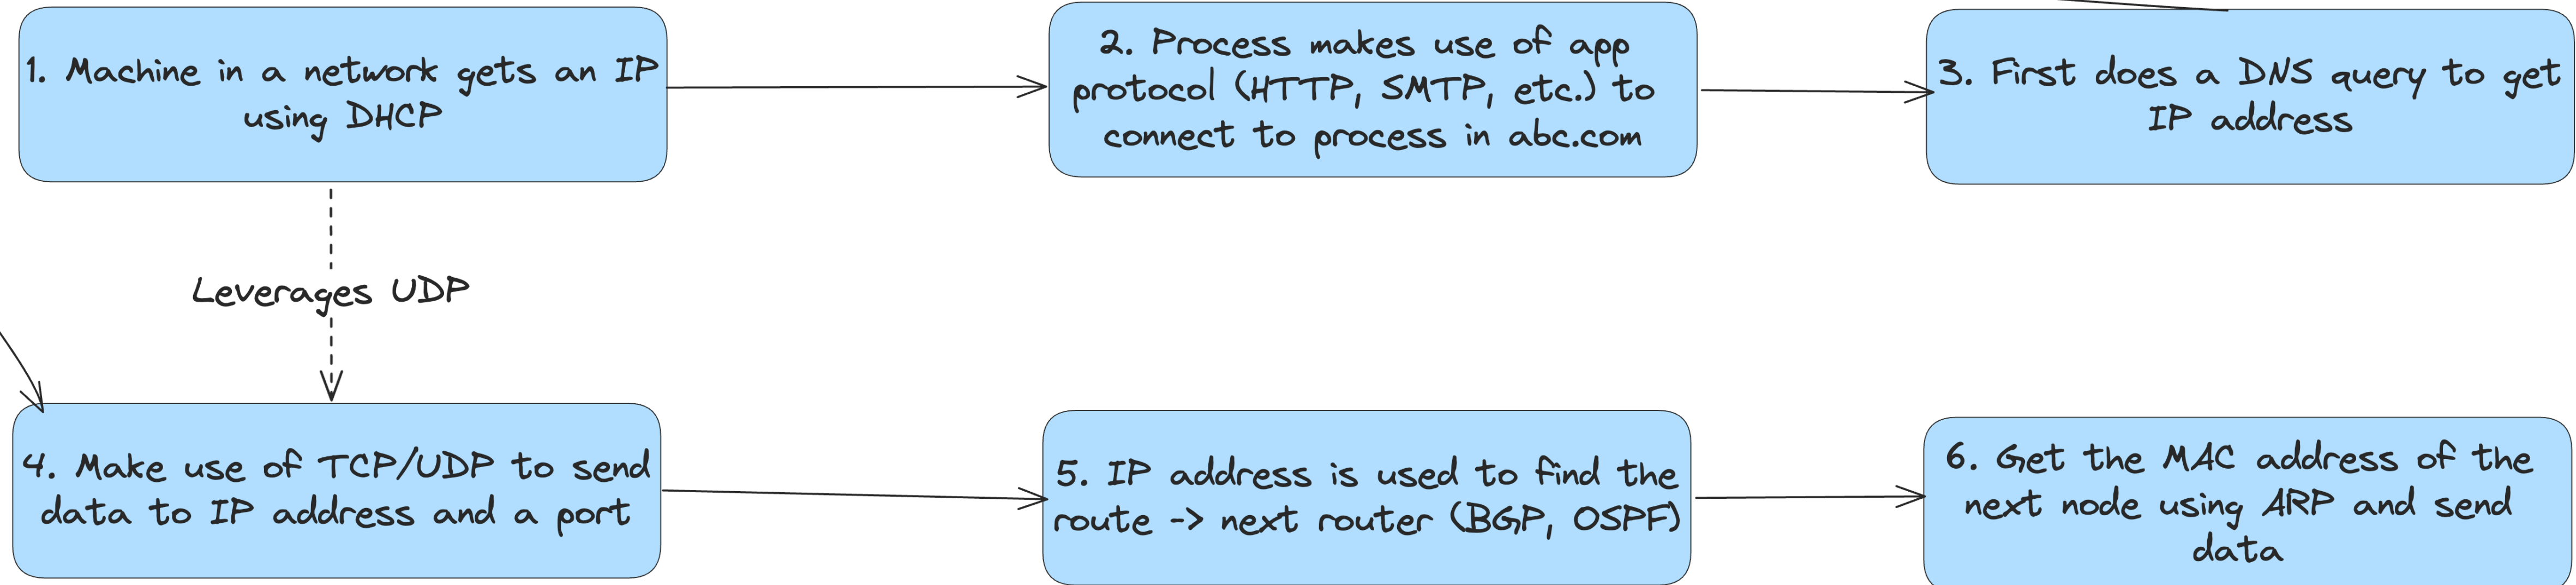 1. Machine in a network gets an IP
using DHCP
2. Process makes use of app
protocol (HTTP, SMTP, etc.) to
connect to process in abc.com
3. First does a DNS query to get
IP address
Leverages UDP
4. Make use of TCP/UDP to send
data to IP address and a port
5. IP address is used to find the
route -> next router (BGP, OSPF)
6. Get the MAC address of the
next node using ARP and send
data